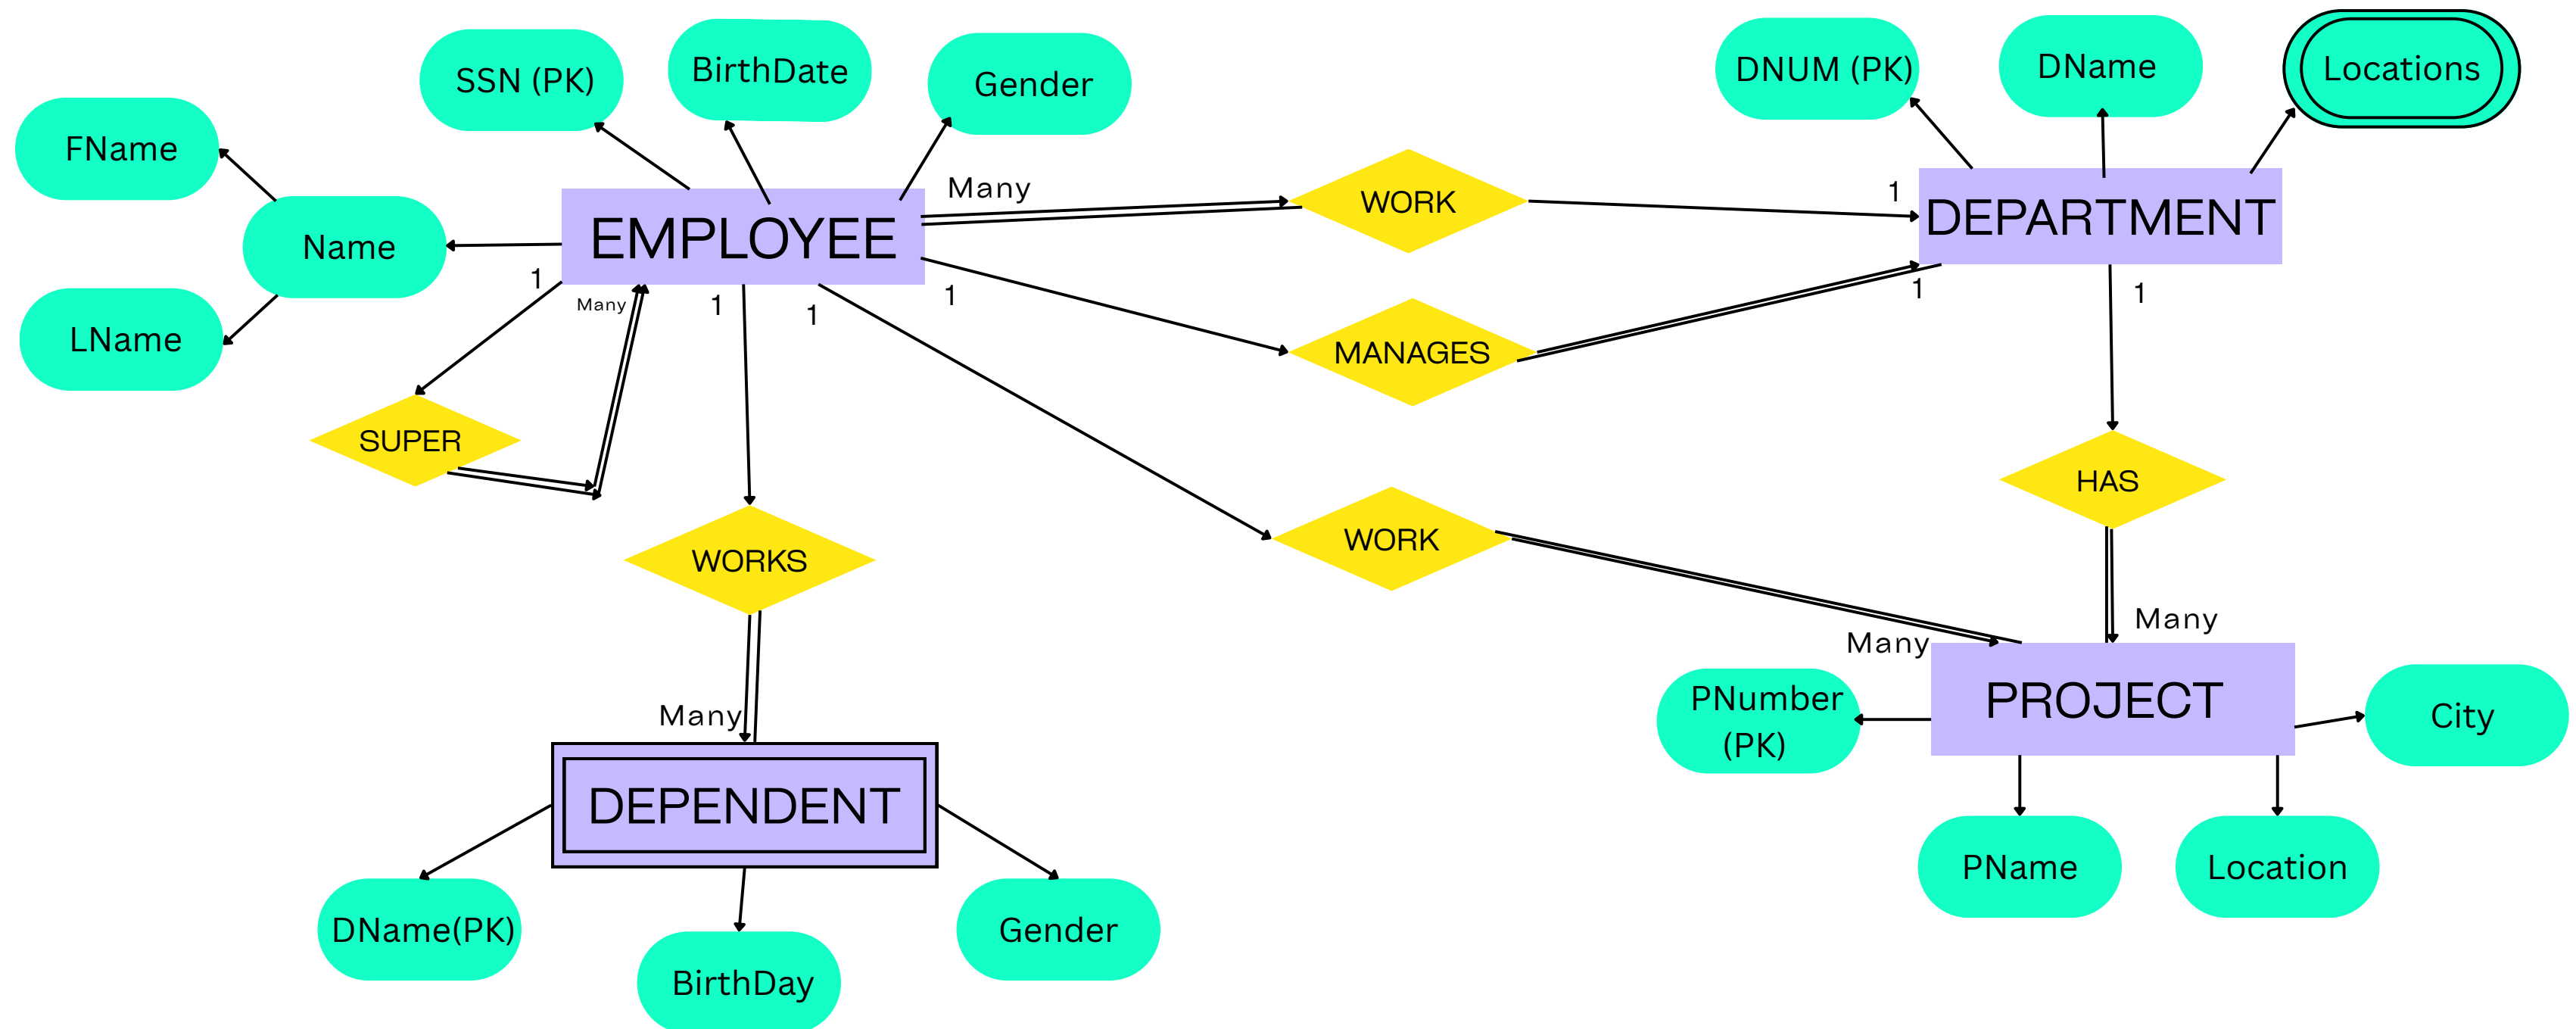 SSN (PK)
BirthDate
Gender
DNUM (PK)
DName
Locations
FName
Name
LName
EMPLOYEE
Many
WORK
1
DEPARTMENT
1
Many
1
1
1
MANAGES
1
1
SUPER
WORKS
WORK
HAS
Many
Many
Many
DEPENDENT
PROJECT
PNumber
(PK)
City
PName
Location
DName(PK)
BirthDay
Gender